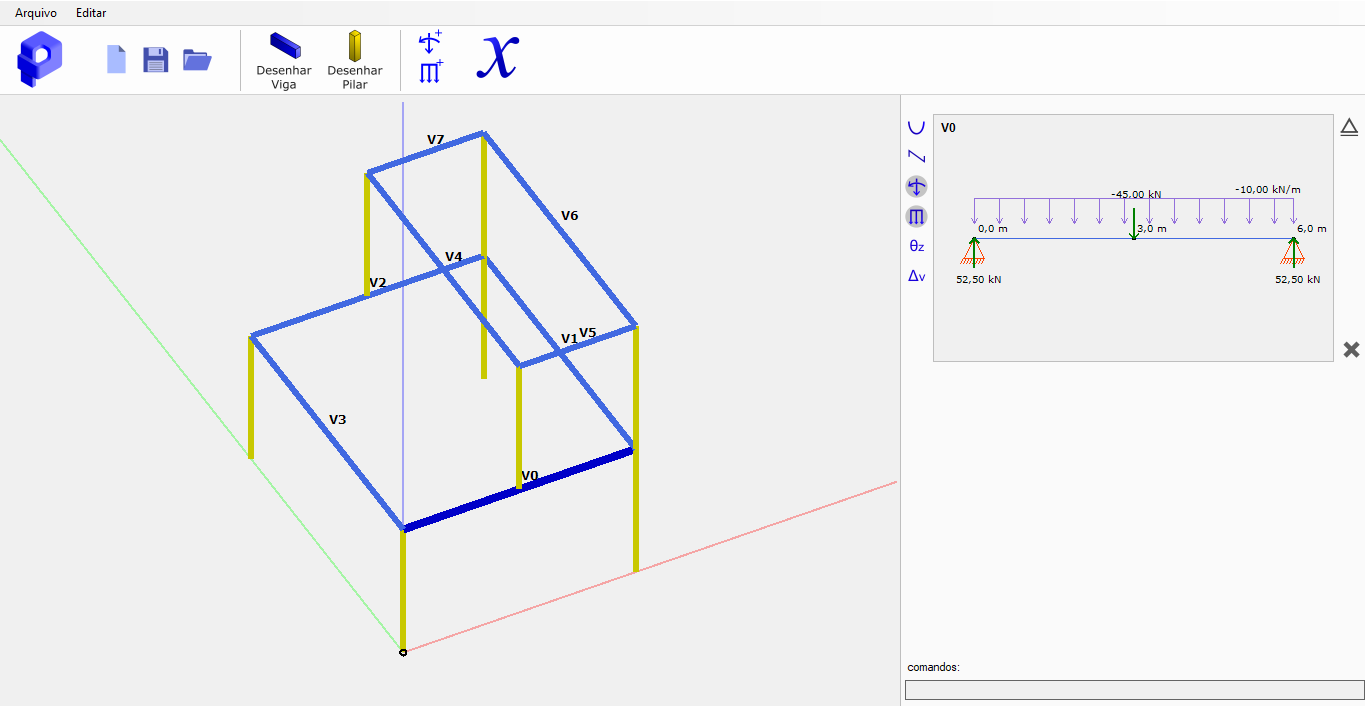 Arquivo Editar
Desenhar
Viga
Desenhar
Pilar
x
V7
V6
V4
V2
V1
V5
V3
V0
V0
-45,00 kN
-10,00 kN/m
0,0 m
3,0 m
6,0 m
52,50 kN
52,50 kN
θz
Δv
comandos: